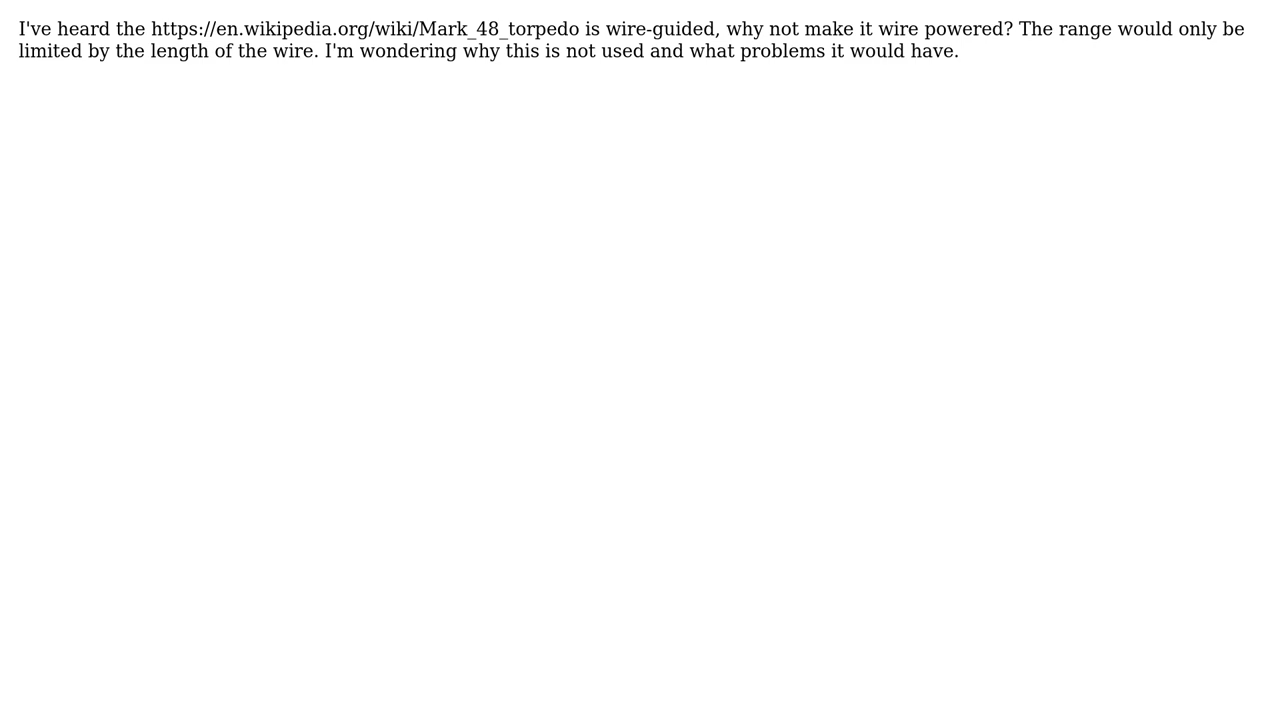 I've heard the https://en.wikipedia.org/wiki/Mark_48_torpedo is wire-guided, why not make it wire powered? The range would only be
limited by the length of the wire. I'm wondering why this is not used and what problems it would have.